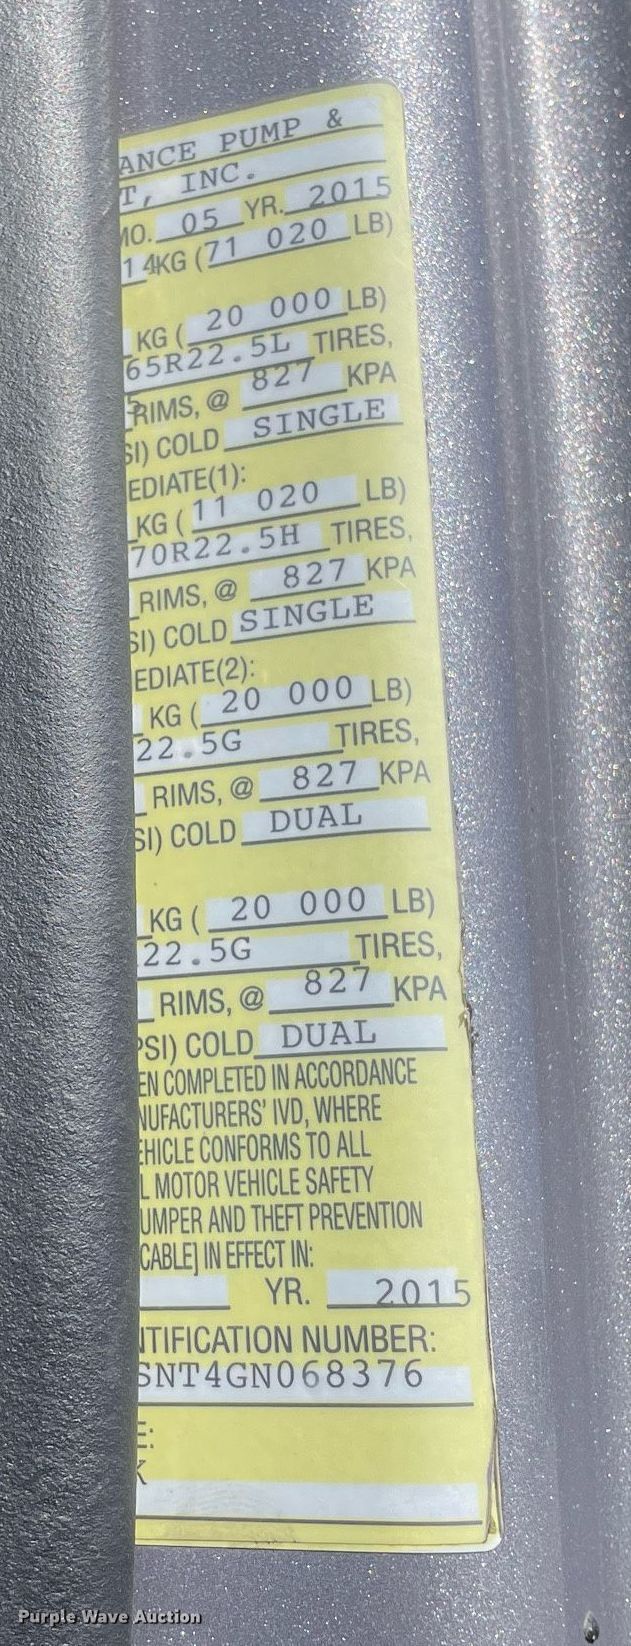 ANCE PUMP &
T, INC.
MO. 05 YR. 2015
14KG (71 020 LB)
KG ( 20 000 LB)
65R22.5L TIRES,
RIMS, @ 827 KPA
SI) COLD SINGLE
EDIATE(1):
KG ( 11 020 LB)
70R22.5H TIRES,
RIMS, @ 827 KPA
SI) COLD SINGLE
EDIATE(2):
KG ( 20 000 LB)
22.5G TIRES,
RIMS, @ 827 KPA
SI) COLD DUAL
KG ( 20 000 LB)
22.5G TIRES,
RIMS, @ 827 KPA
PSI) COLD DUAL
EN COMPLETED IN ACCORDANCE
NUFACTURERS' IVD, WHERE
EHICLE CONFORMS TO ALL
L MOTOR VEHICLE SAFETY
UMPER AND THEFT PREVENTION
CABLE] IN EFFECT IN:
YR. 2015
NTIFICATION NUMBER:
SNT4GN068376
E:
K
Purple Wave Auction